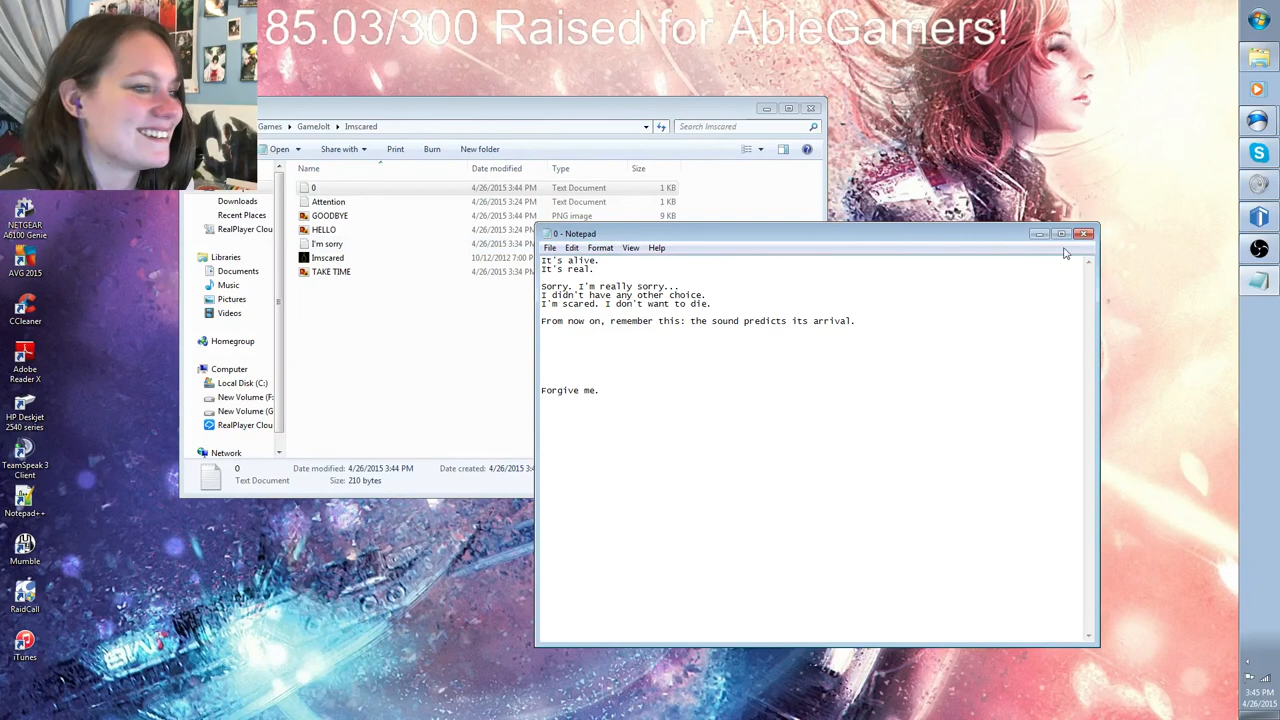 85.03/300 Raised for AbleGamers!
Games
GameJolt
Imscared
Search Imscared
Open
Share with
Print
Burn
New folder
Name
Date modified
Type
Size
0
4/26/2015 3:44 PM
Text Document
1 KB
Attention
4/26/2015 3:24 PM
Text Document
1 KB
GOODBYE
4/26/2015 3:44 PM
PNG image
9 KB
HELLO
4/26/2015 3:34 PM
I'm sorry
4/26/2015 3:44 PM
Imscared
10/12/2012 7:00 P
TAKE TIME
4/26/2015 3:34 PM
Downloads
Recent Places
RealPlayer Clou
Libraries
Documents
Music
Pictures
Videos
Homegroup
Computer
Local Disk (C:)
New Volume (F:
New Volume (G
RealPlayer Clou
Network
0
Date modified: 4/26/2015 3:44 PM
Date created: 4/26/2015 3:4
Text Document
Size: 210 bytes
0 - Notepad
File
Edit
Format
View
Help
It's alive.
It's real.
Sorry. I'm really sorry...
I didn't have any other choice.
I'm scared. I don't want to die.
From now on, remember this: the sound predicts its arrival.
Forgive me.
NETGEAR
A6100 Genie
AVG 2015
CCleaner
Adobe
Reader X
HP Deskjet
2540 series
TeamSpeak 3
Client
Notepad++
Mumble
RaidCall
iTunes
3:45 PM
4/26/2015